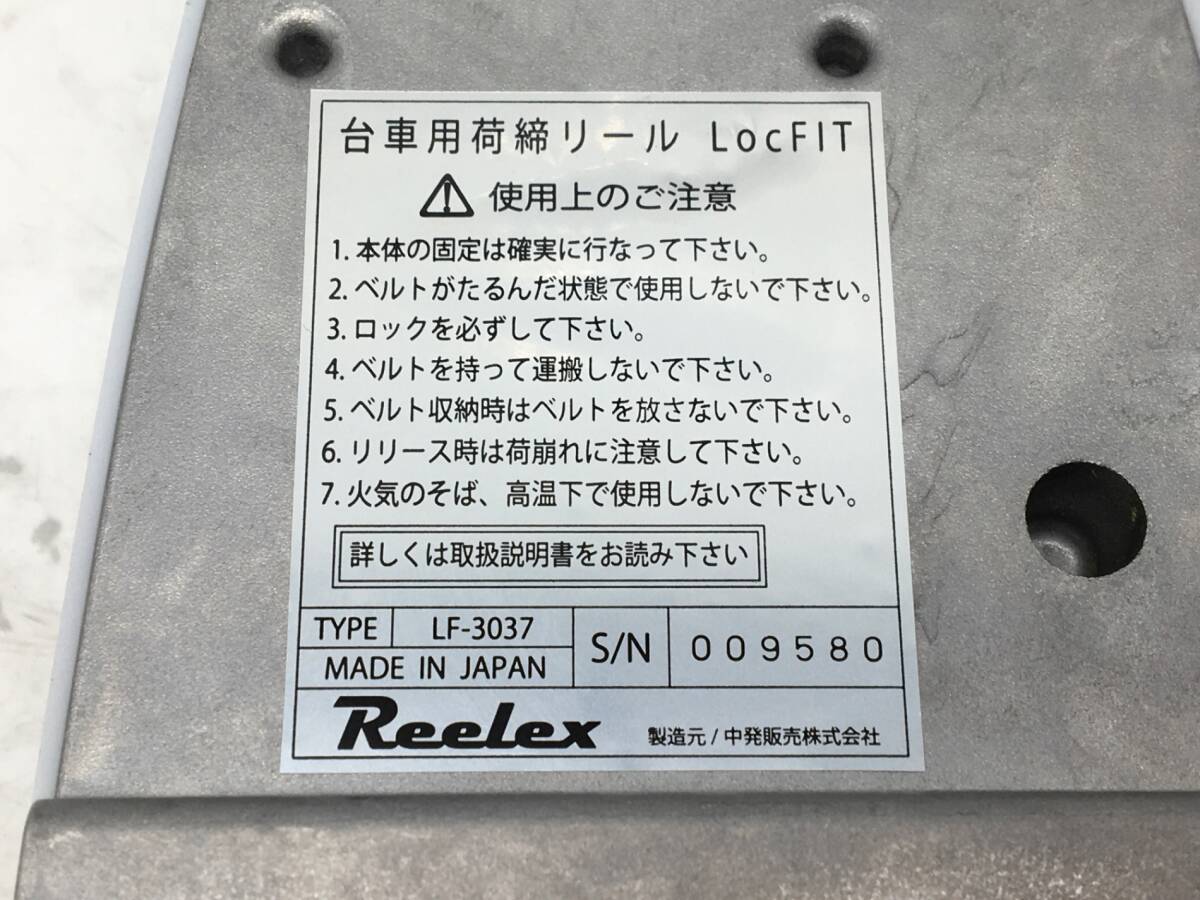 台車用荷締リール LocFIT
使用上のご注意
1. 本体の固定は確実に行なって下さい。
2. ベルトがたるんだ状態で使用しないで下さい。
3. ロックを必ずして下さい。
4. ベルトを持って運搬しないで下さい。
5. ベルト収納時はベルトを放さないで下さい。
6. リリース時は荷崩れに注意して下さい。
7. 火気のそば、高温下で使用しないで下さい。
詳しくは取扱説明書をお読み下さい
TYPE LF-3037
MADE IN JAPAN
S/N 009580
Reelex 製造元 / 中発販売株式会社